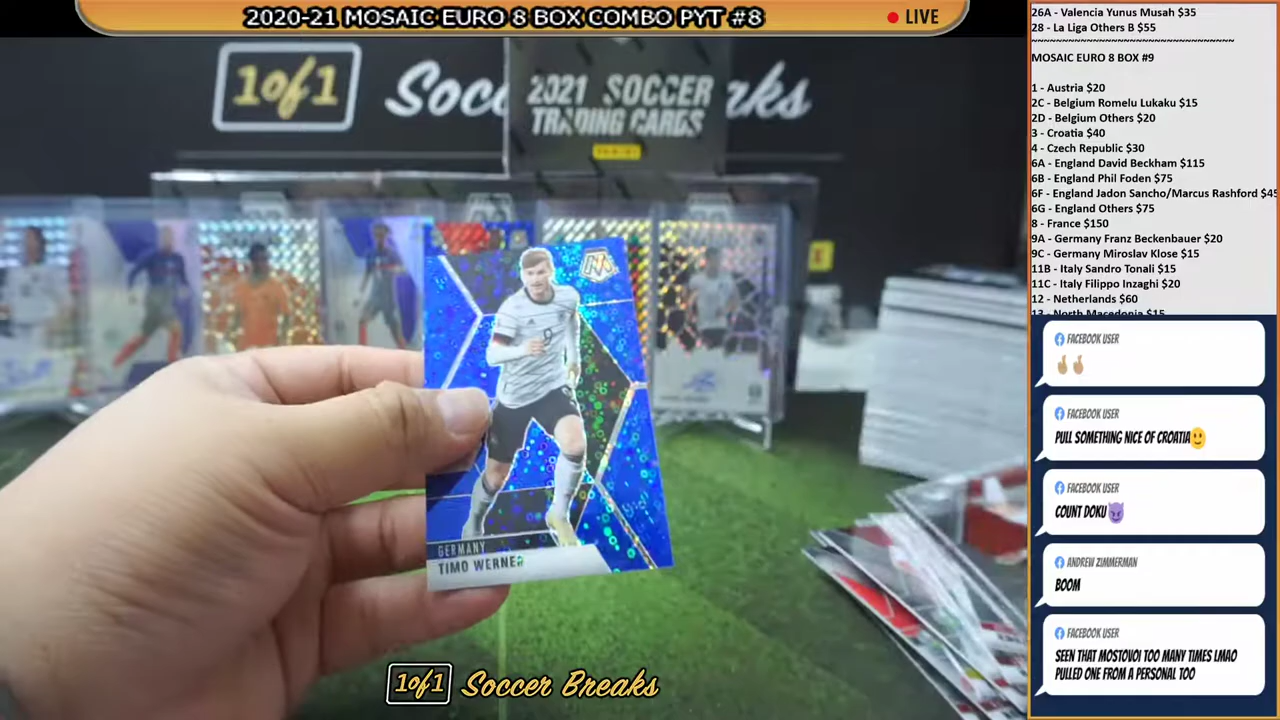 2020-21 MOSAIC EURO 8 BOX COMBO PYT #8
LIVE
1of1
Socc
rks
2021 SOCCER
TRADING CARDS
PANINI
GERMANY
TIMO WERNER
1of1 Soccer Breaks
26A - Valencia Yunus Musah $35
28 - La Liga Others B $55
~~~~~~~~~~~~~~~~~~~~~~~~~~~~~~~~~
MOSAIC EURO 8 BOX #9
1 - Austria $20
2C - Belgium Romelu Lukaku $15
2D - Belgium Others $20
3 - Croatia $40
4 - Czech Republic $30
6A - England David Beckham $115
6B - England Phil Foden $75
6F - England Jadon Sancho/Marcus Rashford $45
6G - England Others $75
8 - France $150
9A - Germany Franz Beckenbauer $20
9C - Germany Miroslav Klose $15
11B - Italy Sandro Tonali $15
11C - Italy Filippo Inzaghi $20
12 - Netherlands $60
13 - North Macedonia $15
FACEBOOK USER
FACEBOOK USER
PULL SOMETHING NICE OF CROATIA
FACEBOOK USER
COUNT DOKU
ANDREW ZIMMERMAN
BOOM
FACEBOOK USER
SEEN THAT MOSTOVOI TOO MANY TIMES LMAO
PULLED ONE FROM A PERSONAL TOO